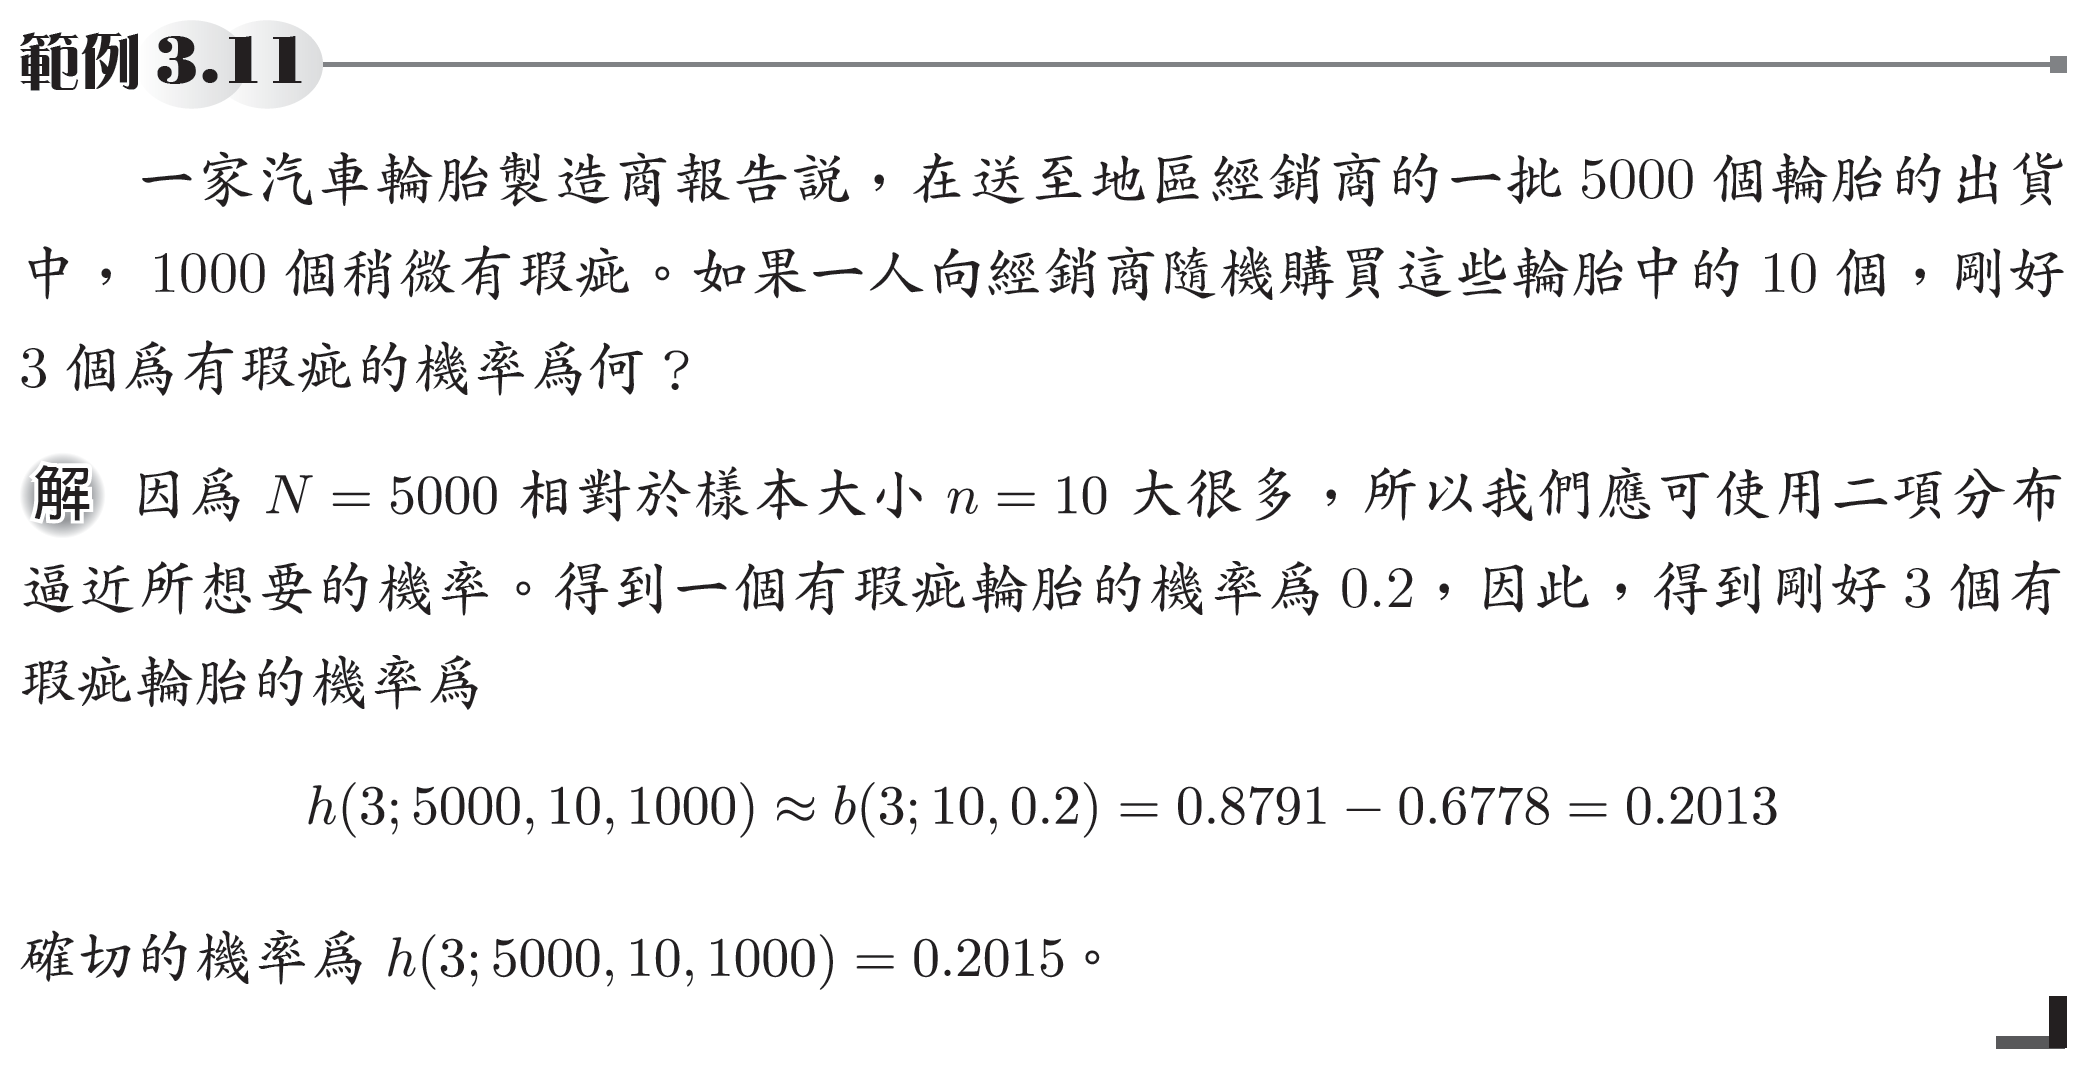 範例 3.11
一家汽車輪胎製造商報告說，在送至地區經銷商的一批 5000 個輪胎的出貨
中， 1000 個稍微有瑕疵。如果一人向經銷商隨機購買這些輪胎中的 10 個，剛好
3 個爲有瑕疵的機率爲何？
解 因爲 N = 5000 相對於樣本大小 n = 10 大很多，所以我們應可使用二項分布
逼近所想要的機率。得到一個有瑕疵輪胎的機率爲 0.2，因此，得到剛好 3 個有
瑕疵輪胎的機率爲
h(3; 5000, 10, 1000) ≈ b(3; 10, 0.2) = 0.8791 − 0.6778 = 0.2013
確切的機率爲 h(3; 5000, 10, 1000) = 0.2015。